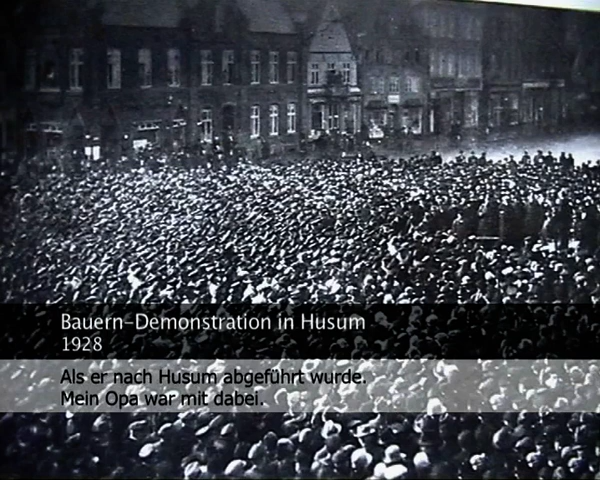 Bauern-Demonstration in Husum
1928
Als er nach Husum abgeführt wurde.
Mein Opa war mit dabei.